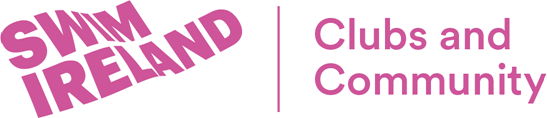 SWIM
IRELAND
Clubs and
Community